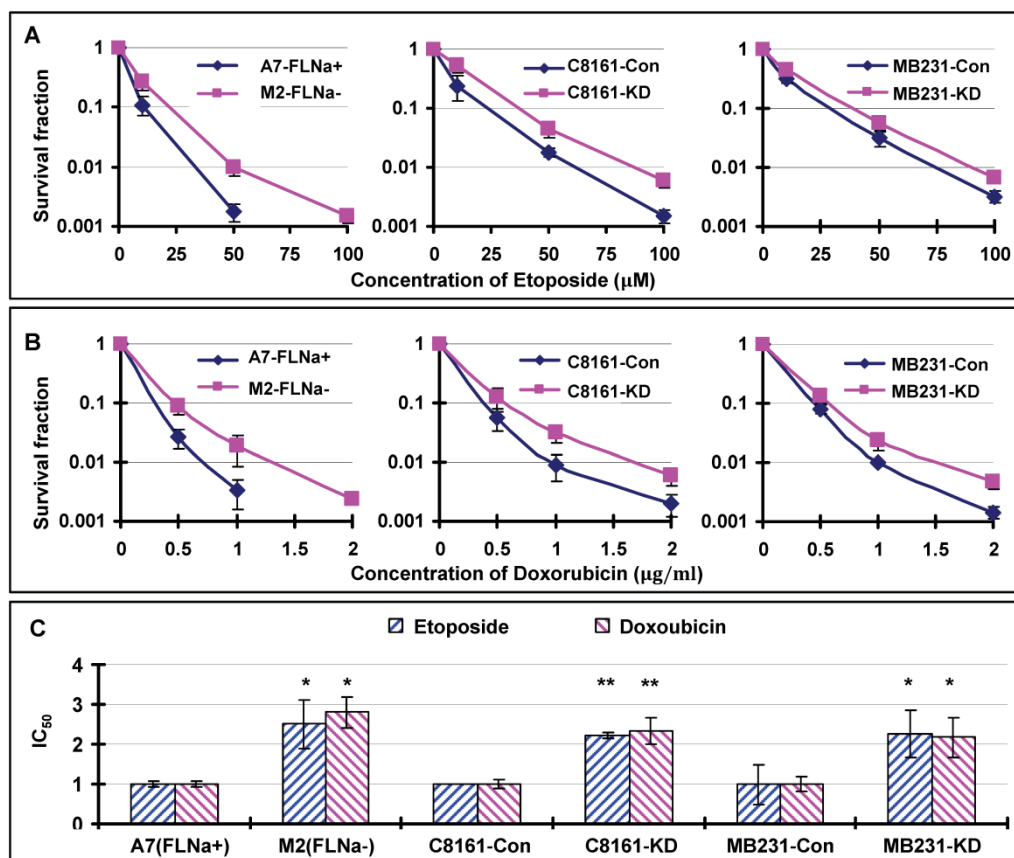 A
Survival fraction
1
0.1
0.01
0.001
A7-FLNa+
M2-FLNa-
0 25 50 75 100
1
0.1
0.01
0.001
C8161-Con
C8161-KD
0 25 50 75 100
1
0.1
0.01
0.001
MB231-Con
MB231-KD
0 25 50 75 100
Concentration of Etoposide (µM)
B
Survival fraction
1
0.1
0.01
0.001
A7-FLNa+
M2-FLNa-
0 0.5 1 1.5 2
1
0.1
0.01
0.001
C8161-Con
C8161-KD
0 0.5 1 1.5 2
1
0.1
0.01
0.001
MB231-Con
MB231-KD
0 0.5 1 1.5 2
Concentration of Doxorubicin (µg/ml)
C
Etoposide Doxoubicin
IC50
4
3
2
1
0
* * ** ** * *
A7(FLNa+) M2(FLNa-) C8161-Con C8161-KD MB231-Con MB231-KD